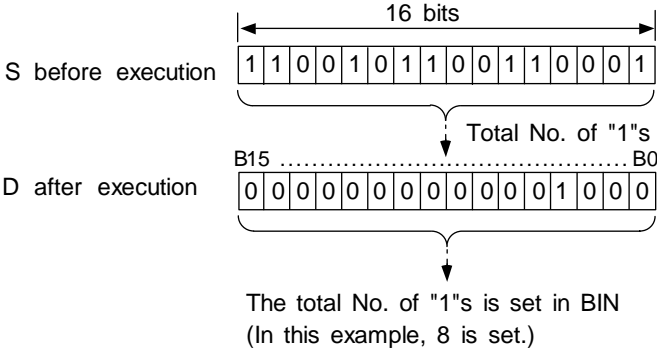 16 bits
S before execution 1 1 0 0 1 0 1 1 0 0 1 1 0 0 0 1
Total No. of "1"s
B15 ............................................ B0
D after execution 0 0 0 0 0 0 0 0 0 0 0 0 1 0 0 0
The total No. of "1"s is set in BIN
(In this example, 8 is set.)